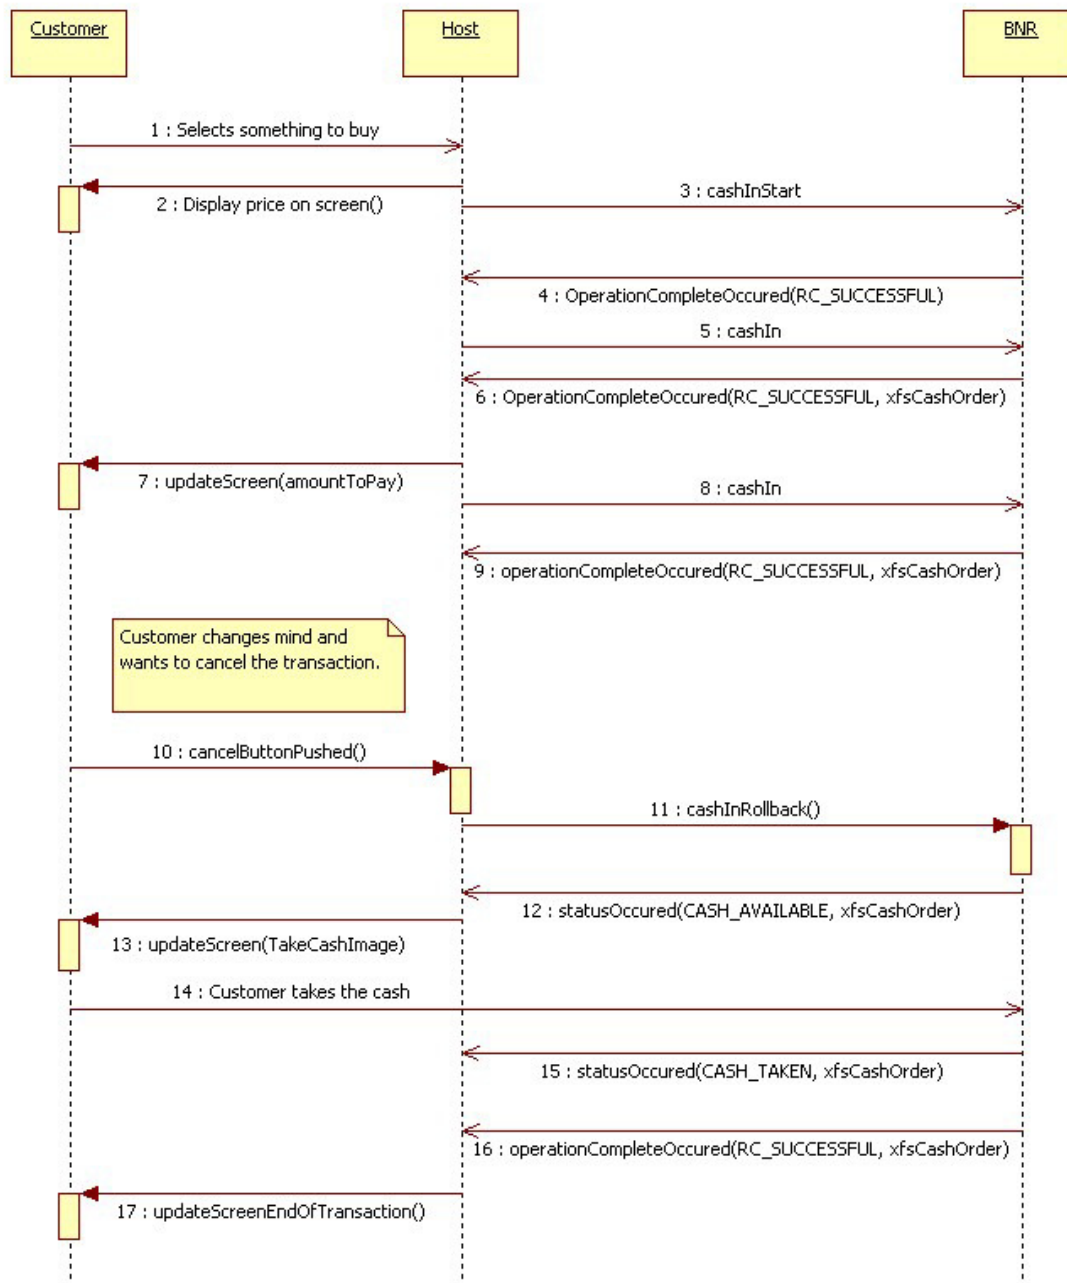 Customer
Host
BNR
1 : Selects something to buy
2 : Display price on screen()
3 : cashInStart
4 : OperationCompleteOccured(RC_SUCCESSFUL)
5 : cashIn
6 : OperationCompleteOccured(RC_SUCCESSFUL, xfsCashOrder)
7 : updateScreen(amountToPay)
8 : cashIn
9 : operationCompleteOccured(RC_SUCCESSFUL, xfsCashOrder)
Customer changes mind and
wants to cancel the transaction.
10 : cancelButtonPushed()
11 : cashInRollback()
12 : statusOccured(CASH_AVAILABLE, xfsCashOrder)
13 : updateScreen(TakeCashImage)
14 : Customer takes the cash
15 : statusOccured(CASH_TAKEN, xfsCashOrder)
16 : operationCompleteOccured(RC_SUCCESSFUL, xfsCashOrder)
17 : updateScreenEndOfTransaction()